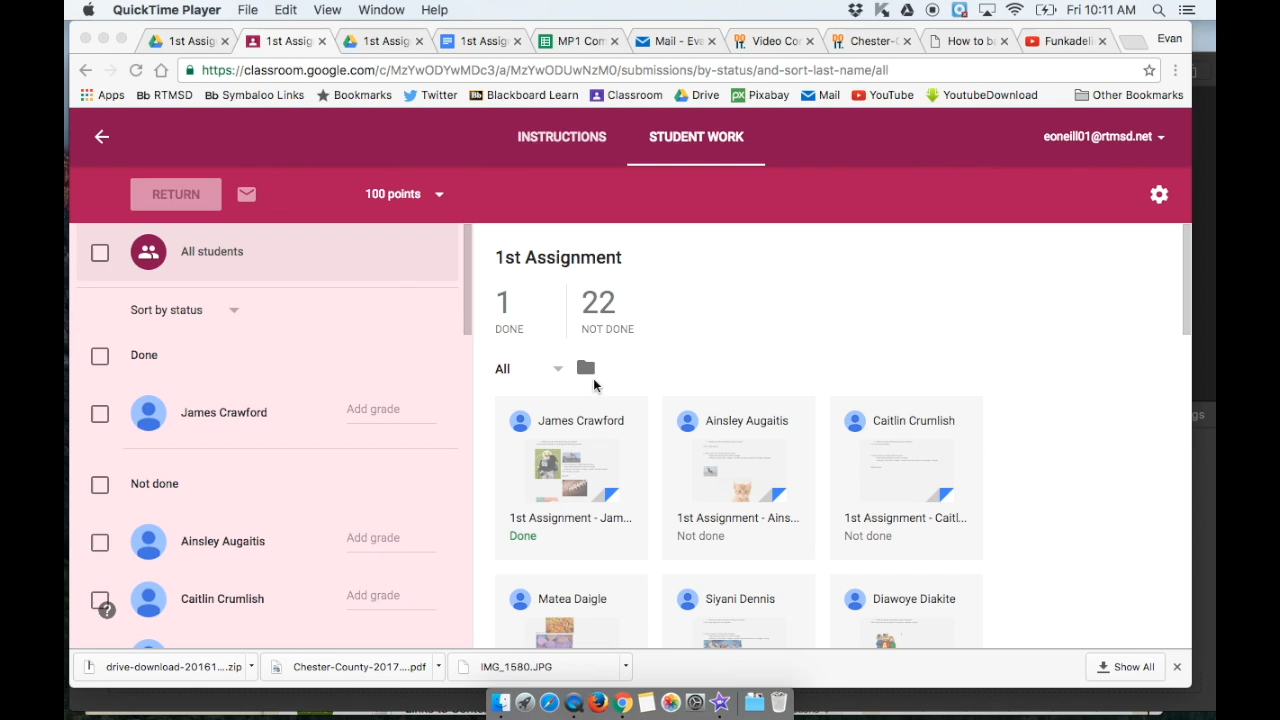 QuickTime Player File Edit View Window Help Fri 10:11 AM
1st Assig 1st Assig 1st Assig 1st Assig MP1 Com Mail - Eva Video Co Chester-C How to ba Funkadeli Evan
https://classroom.google.com/c/MzYwODYwMDc3/a/MzYwODUwNzM0/submissions/by-status/and-sort-last-name/all
Apps Bb RTMSD Bb Symbaloo Links Bookmarks Twitter Bb Blackboard Learn Classroom Drive px Pixabay Mail YouTube YoutubeDownload Other Bookmarks
INSTRUCTIONS STUDENT WORK eoneill01@rtmsd.net
RETURN 100 points
All students
Sort by status
Done
James Crawford Add grade
Not done
Ainsley Augaitis Add grade
Caitlin Crumlish Add grade
?
1st Assignment
1 22
DONE NOT DONE
All
James Crawford Ainsley Augaitis Caitlin Crumlish
1st Assignment - Jam... 1st Assignment - Ains... 1st Assignment - Caitl...
Done Not done Not done
Matea Daigle Siyani Dennis Diawoye Diakite
drive-download-20161....zip Chester-County-2017....pdf IMG_1580.JPG Show All